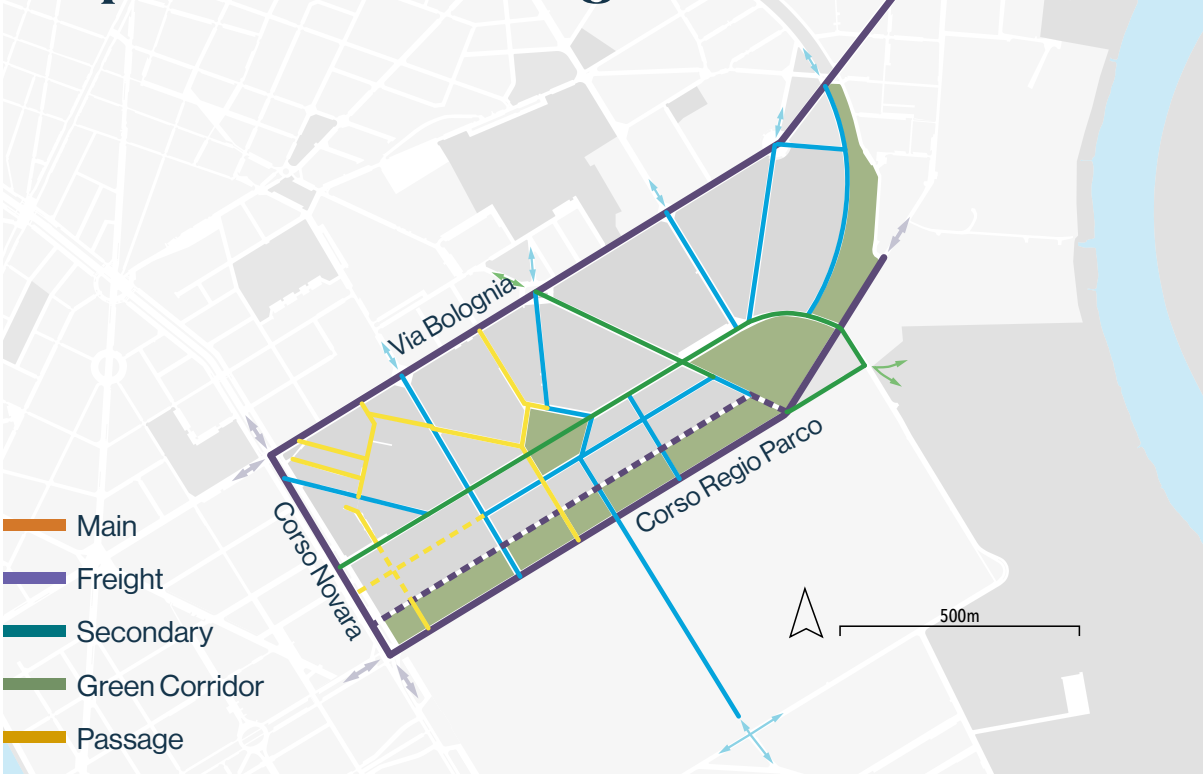 Via Bolognia
Corso Regio Parco
Corso Novara
Main
Freight
Secondary
Green Corridor
Passage
500m